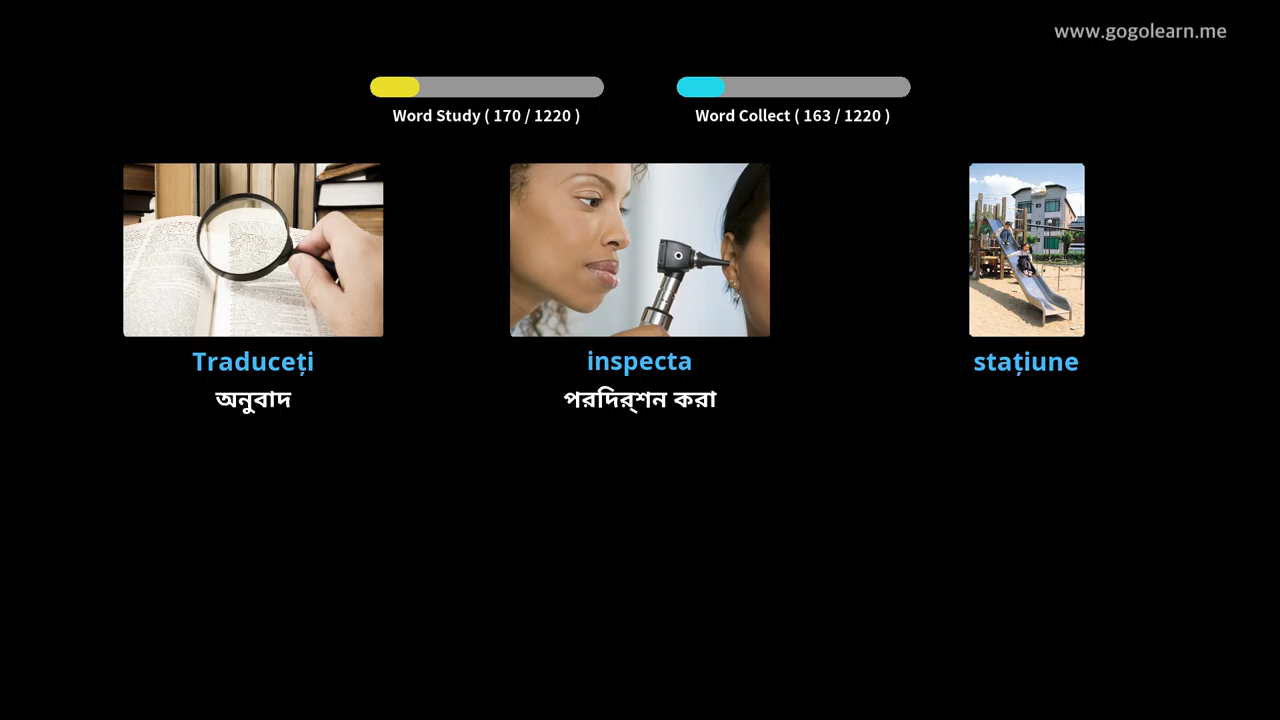 www.gogolearn.me
Word Study ( 170 / 1220 )
Word Collect ( 163 / 1220 )
Traduceți
inspecta
stațiune
অনুবাদ
পরদির্শন করা